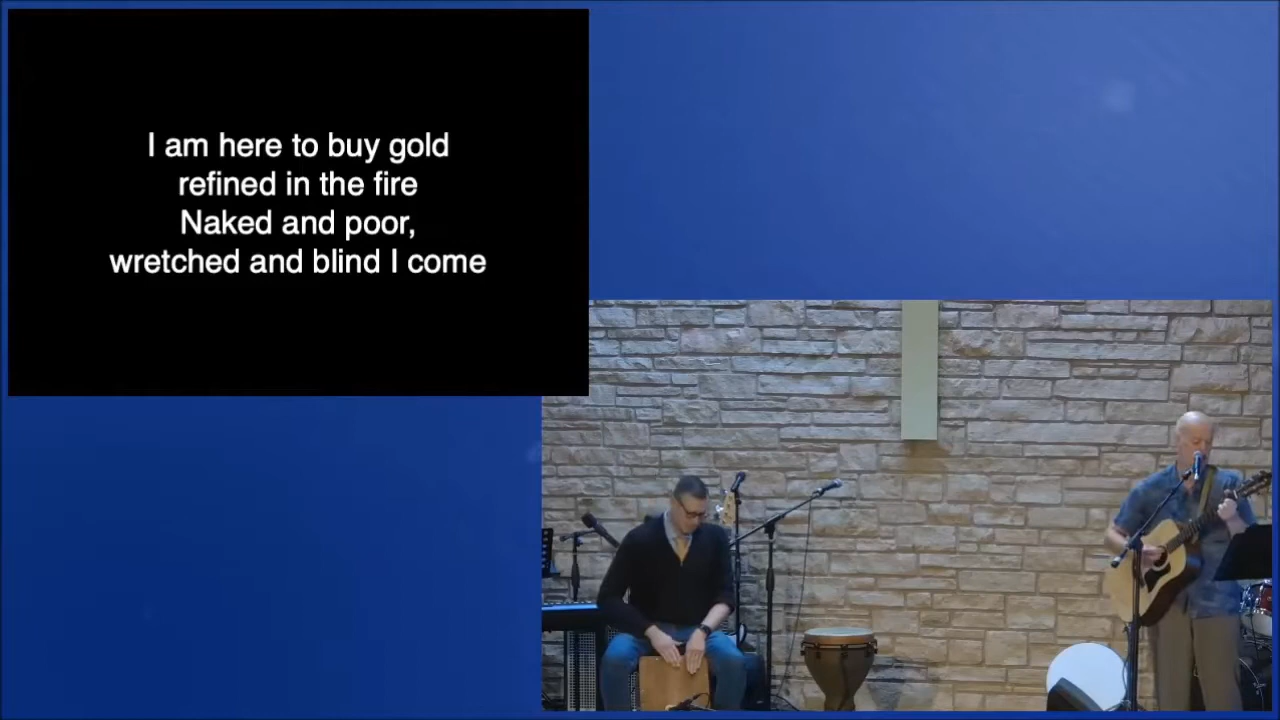 I am here to buy gold
refined in the fire
Naked and poor,
wretched and blind I come